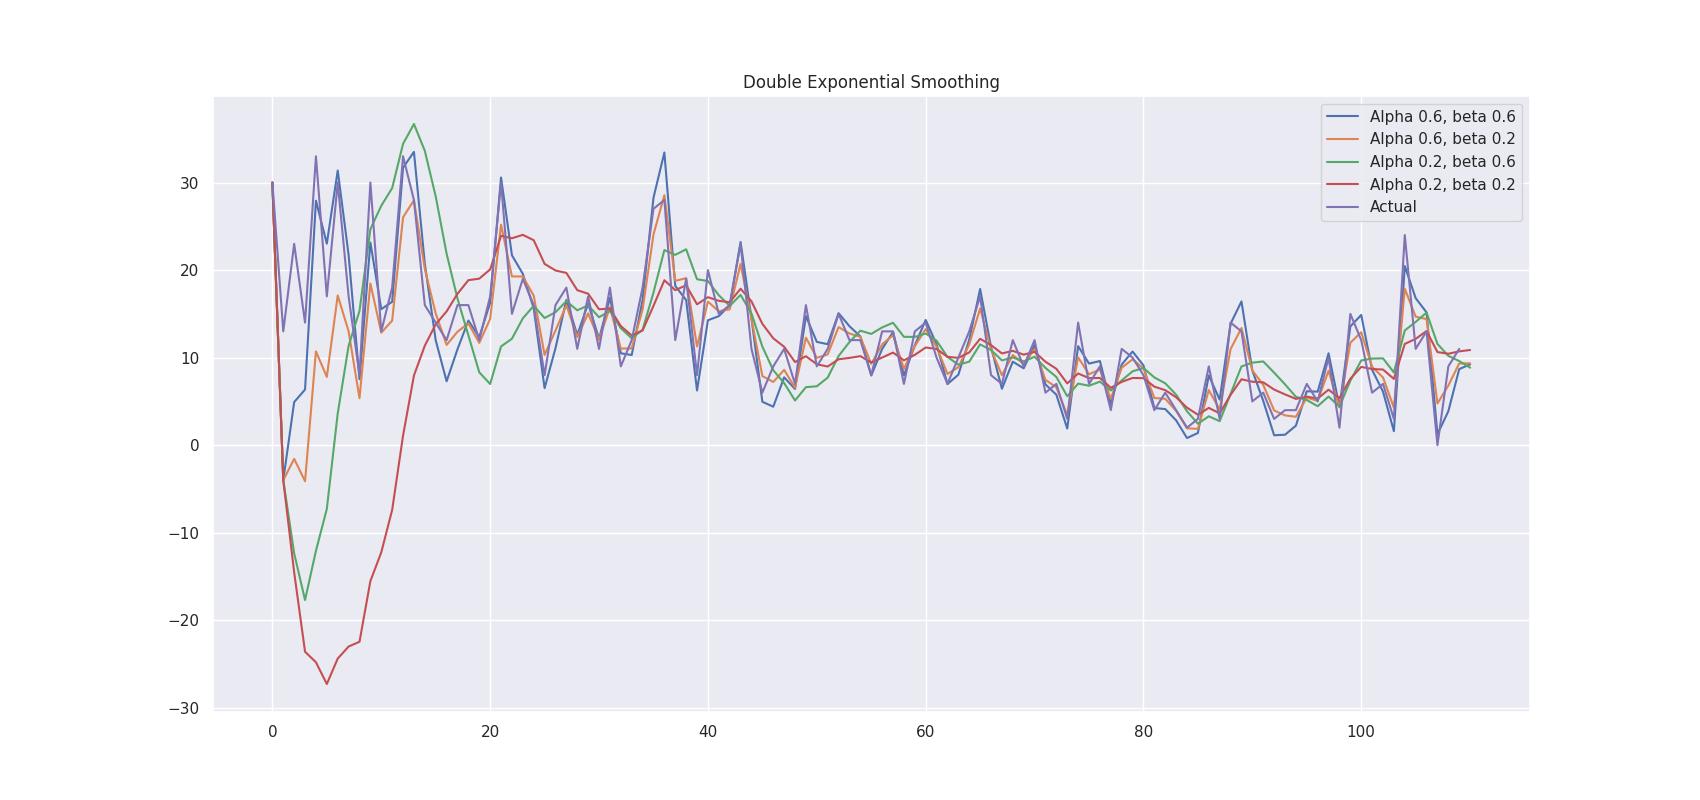 Double Exponential Smoothing
Alpha 0.6, beta 0.6
Alpha 0.6, beta 0.2
Alpha 0.2, beta 0.6
Alpha 0.2, beta 0.2
Actual
30
20
10
0
−10
−20
−30
0 20 40 60 80 100